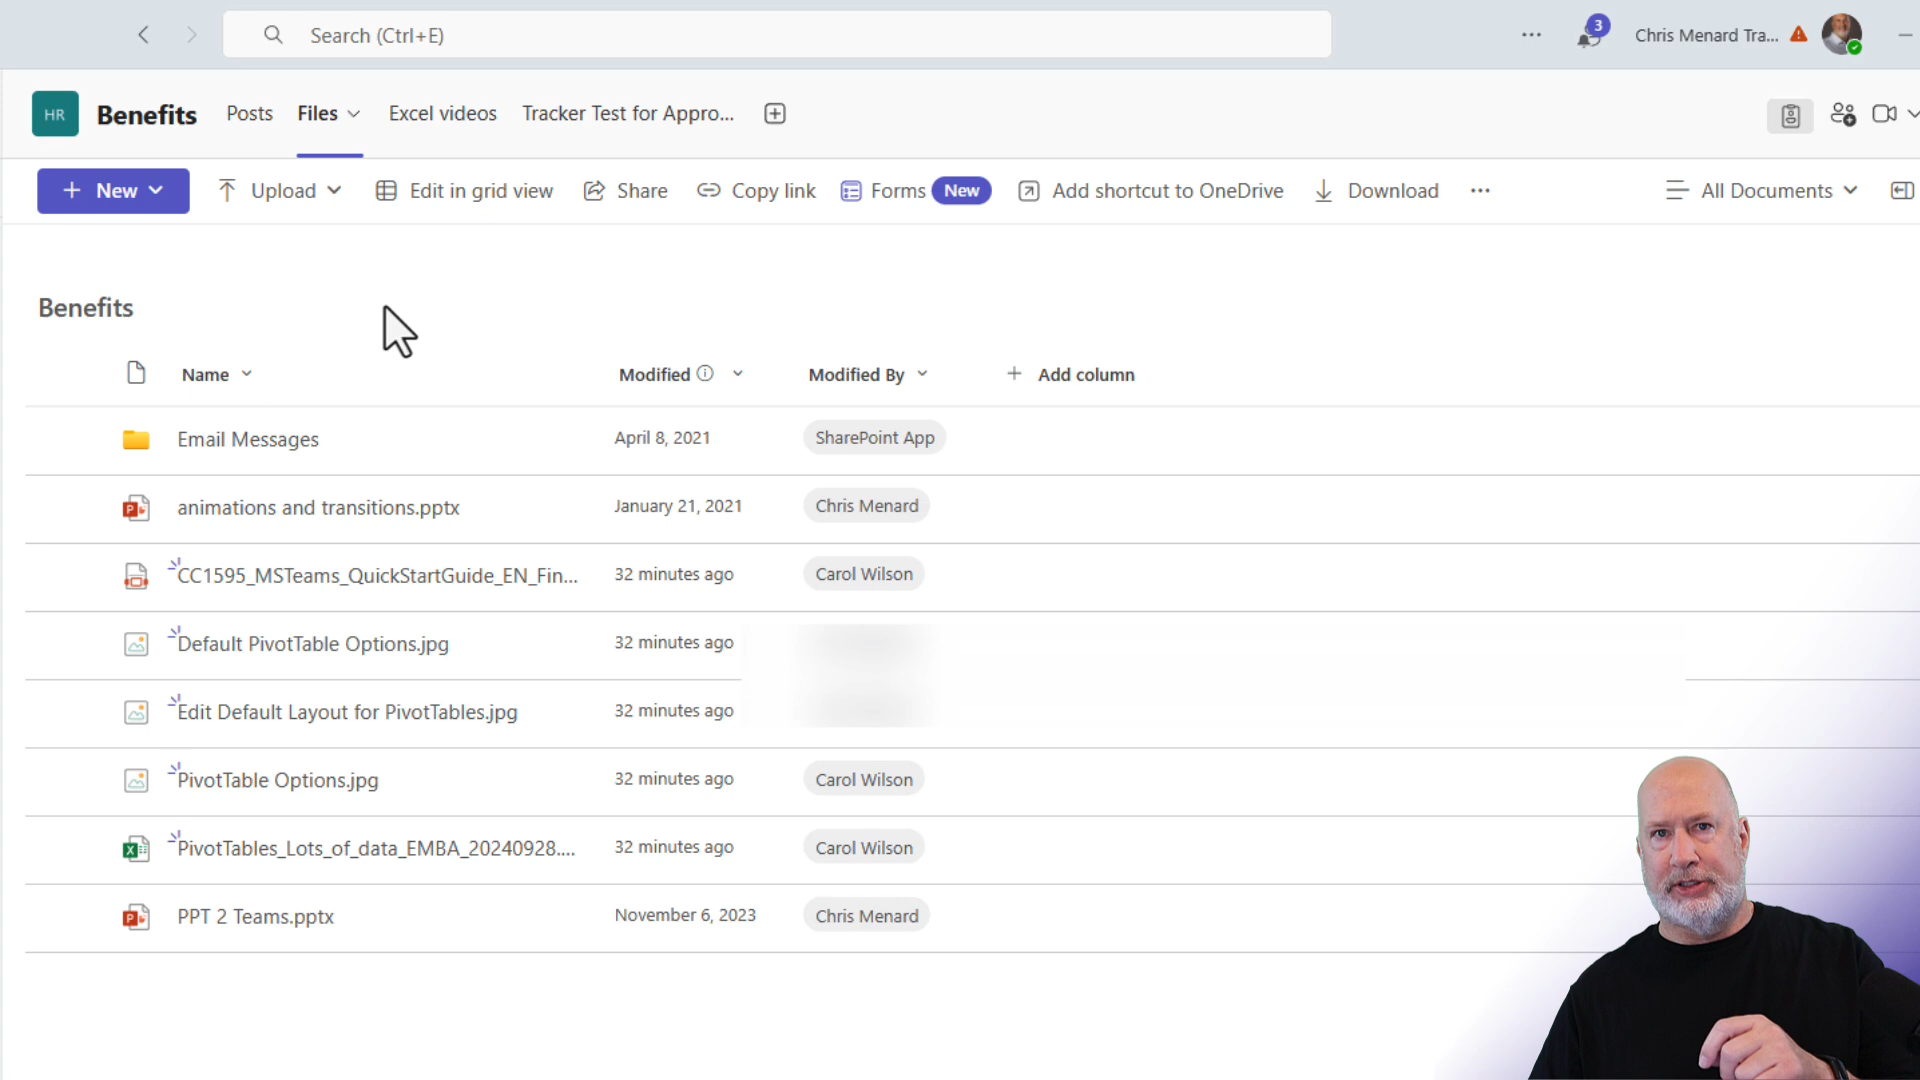 Search (Ctrl+E)
3
Chris Menard Tra...
HR
Benefits
Posts
Files
Excel videos
Tracker Test for Appro...
New
Upload
Edit in grid view
Share
Copy link
Forms
New
Add shortcut to OneDrive
Download
All Documents
Benefits
Name
Modified
Modified By
Add column
Email Messages
April 8, 2021
SharePoint App
animations and transitions.pptx
January 21, 2021
Chris Menard
CC1595_MSTeams_QuickStartGuide_EN_Fin...
32 minutes ago
Carol Wilson
Default PivotTable Options.jpg
32 minutes ago
Edit Default Layout for PivotTables.jpg
32 minutes ago
PivotTable Options.jpg
32 minutes ago
Carol Wilson
PivotTables_Lots_of_data_EMBA_20240928....
32 minutes ago
Carol Wilson
PPT 2 Teams.pptx
November 6, 2023
Chris Menard